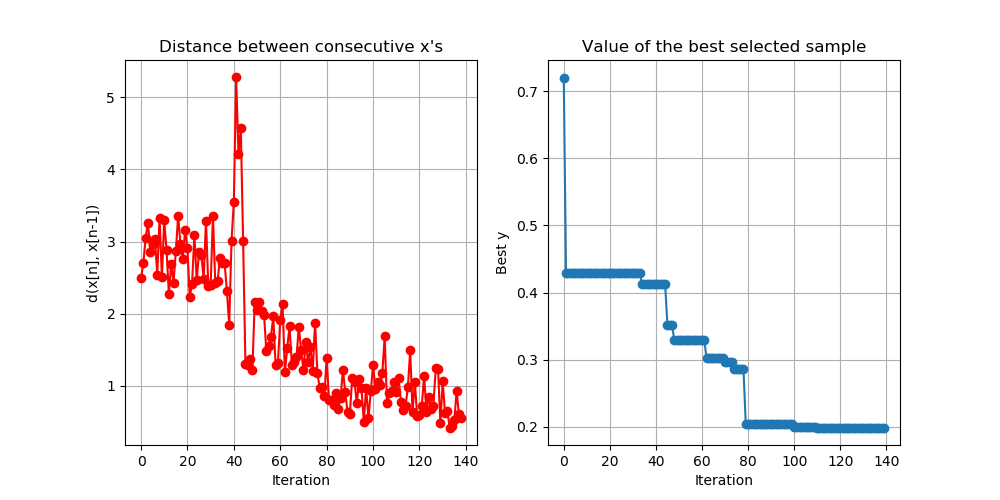 Distance between consecutive x's
d(x[n], x[n-1])
5
4
3
2
1
0 20 40 60 80 100 120 140
Iteration
Value of the best selected sample
Best y
0.7
0.6
0.5
0.4
0.3
0.2
0 20 40 60 80 100 120 140
Iteration